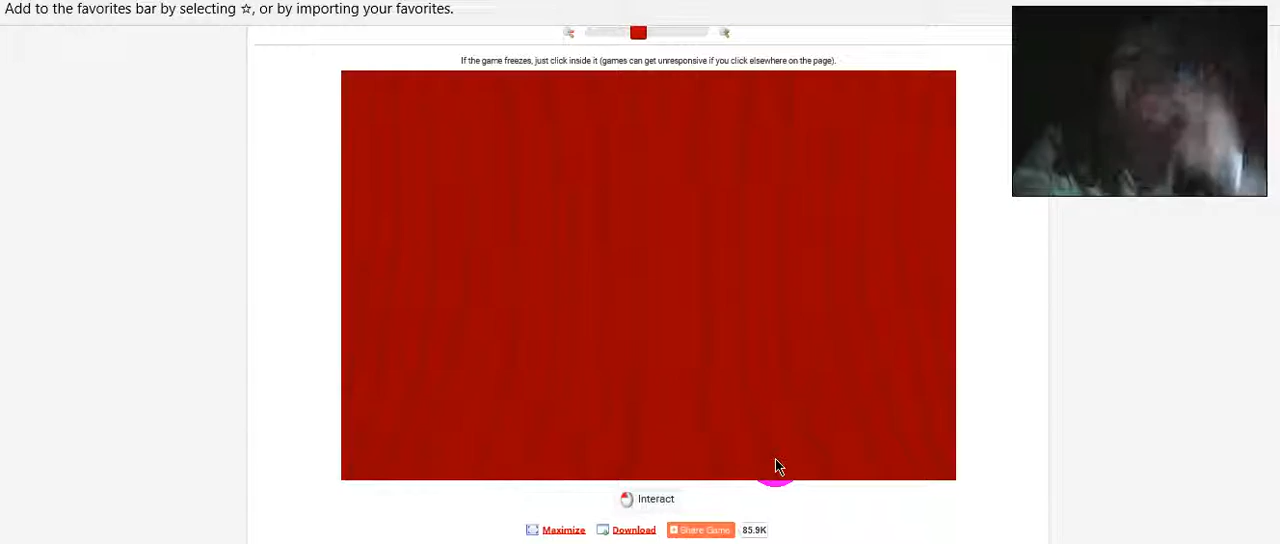 Add to the favorites bar by selecting ☆, or by importing your favorites.
If the game freezes, just click inside it (games can get unresponsive if you click elsewhere on the page).
Interact
Maximize Download Share Game 85.9K